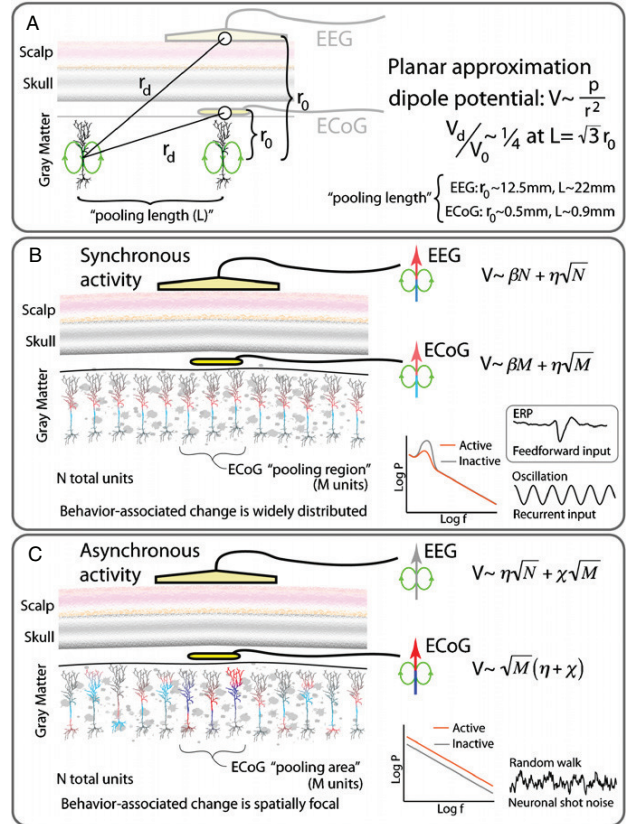 A
EEG
Scalp
Skull
Gray Matter
r_d
r_0
ECoG
r_d
r_0
"pooling length (L)"
Planar approximation
dipole potential: V~ p/r²
V_d/V_0 ~ 1/4 at L= √3 r_0
"pooling length"
EEG: r_0~12.5mm, L~22mm
ECoG: r_0~0.5mm, L~0.9mm
B
Synchronous
activity
EEG
V~ βN + η√N
Scalp
Skull
Gray Matter
ECoG
V~ βM + η√M
ECoG "pooling region"
(M units)
N total units
Behavior-associated change is widely distributed
Log P
Active
Inactive
Log f
ERP
Feedforward input
Oscillation
Recurrent input
C
Asynchronous
activity
EEG
V~ η√N + χ√M
Scalp
Skull
Gray Matter
ECoG
V~ √M(η + χ)
ECoG "pooling area"
(M units)
N total units
Behavior-associated change is spatially focal
Log P
Active
Inactive
Log f
Random walk
Neuronal shot noise